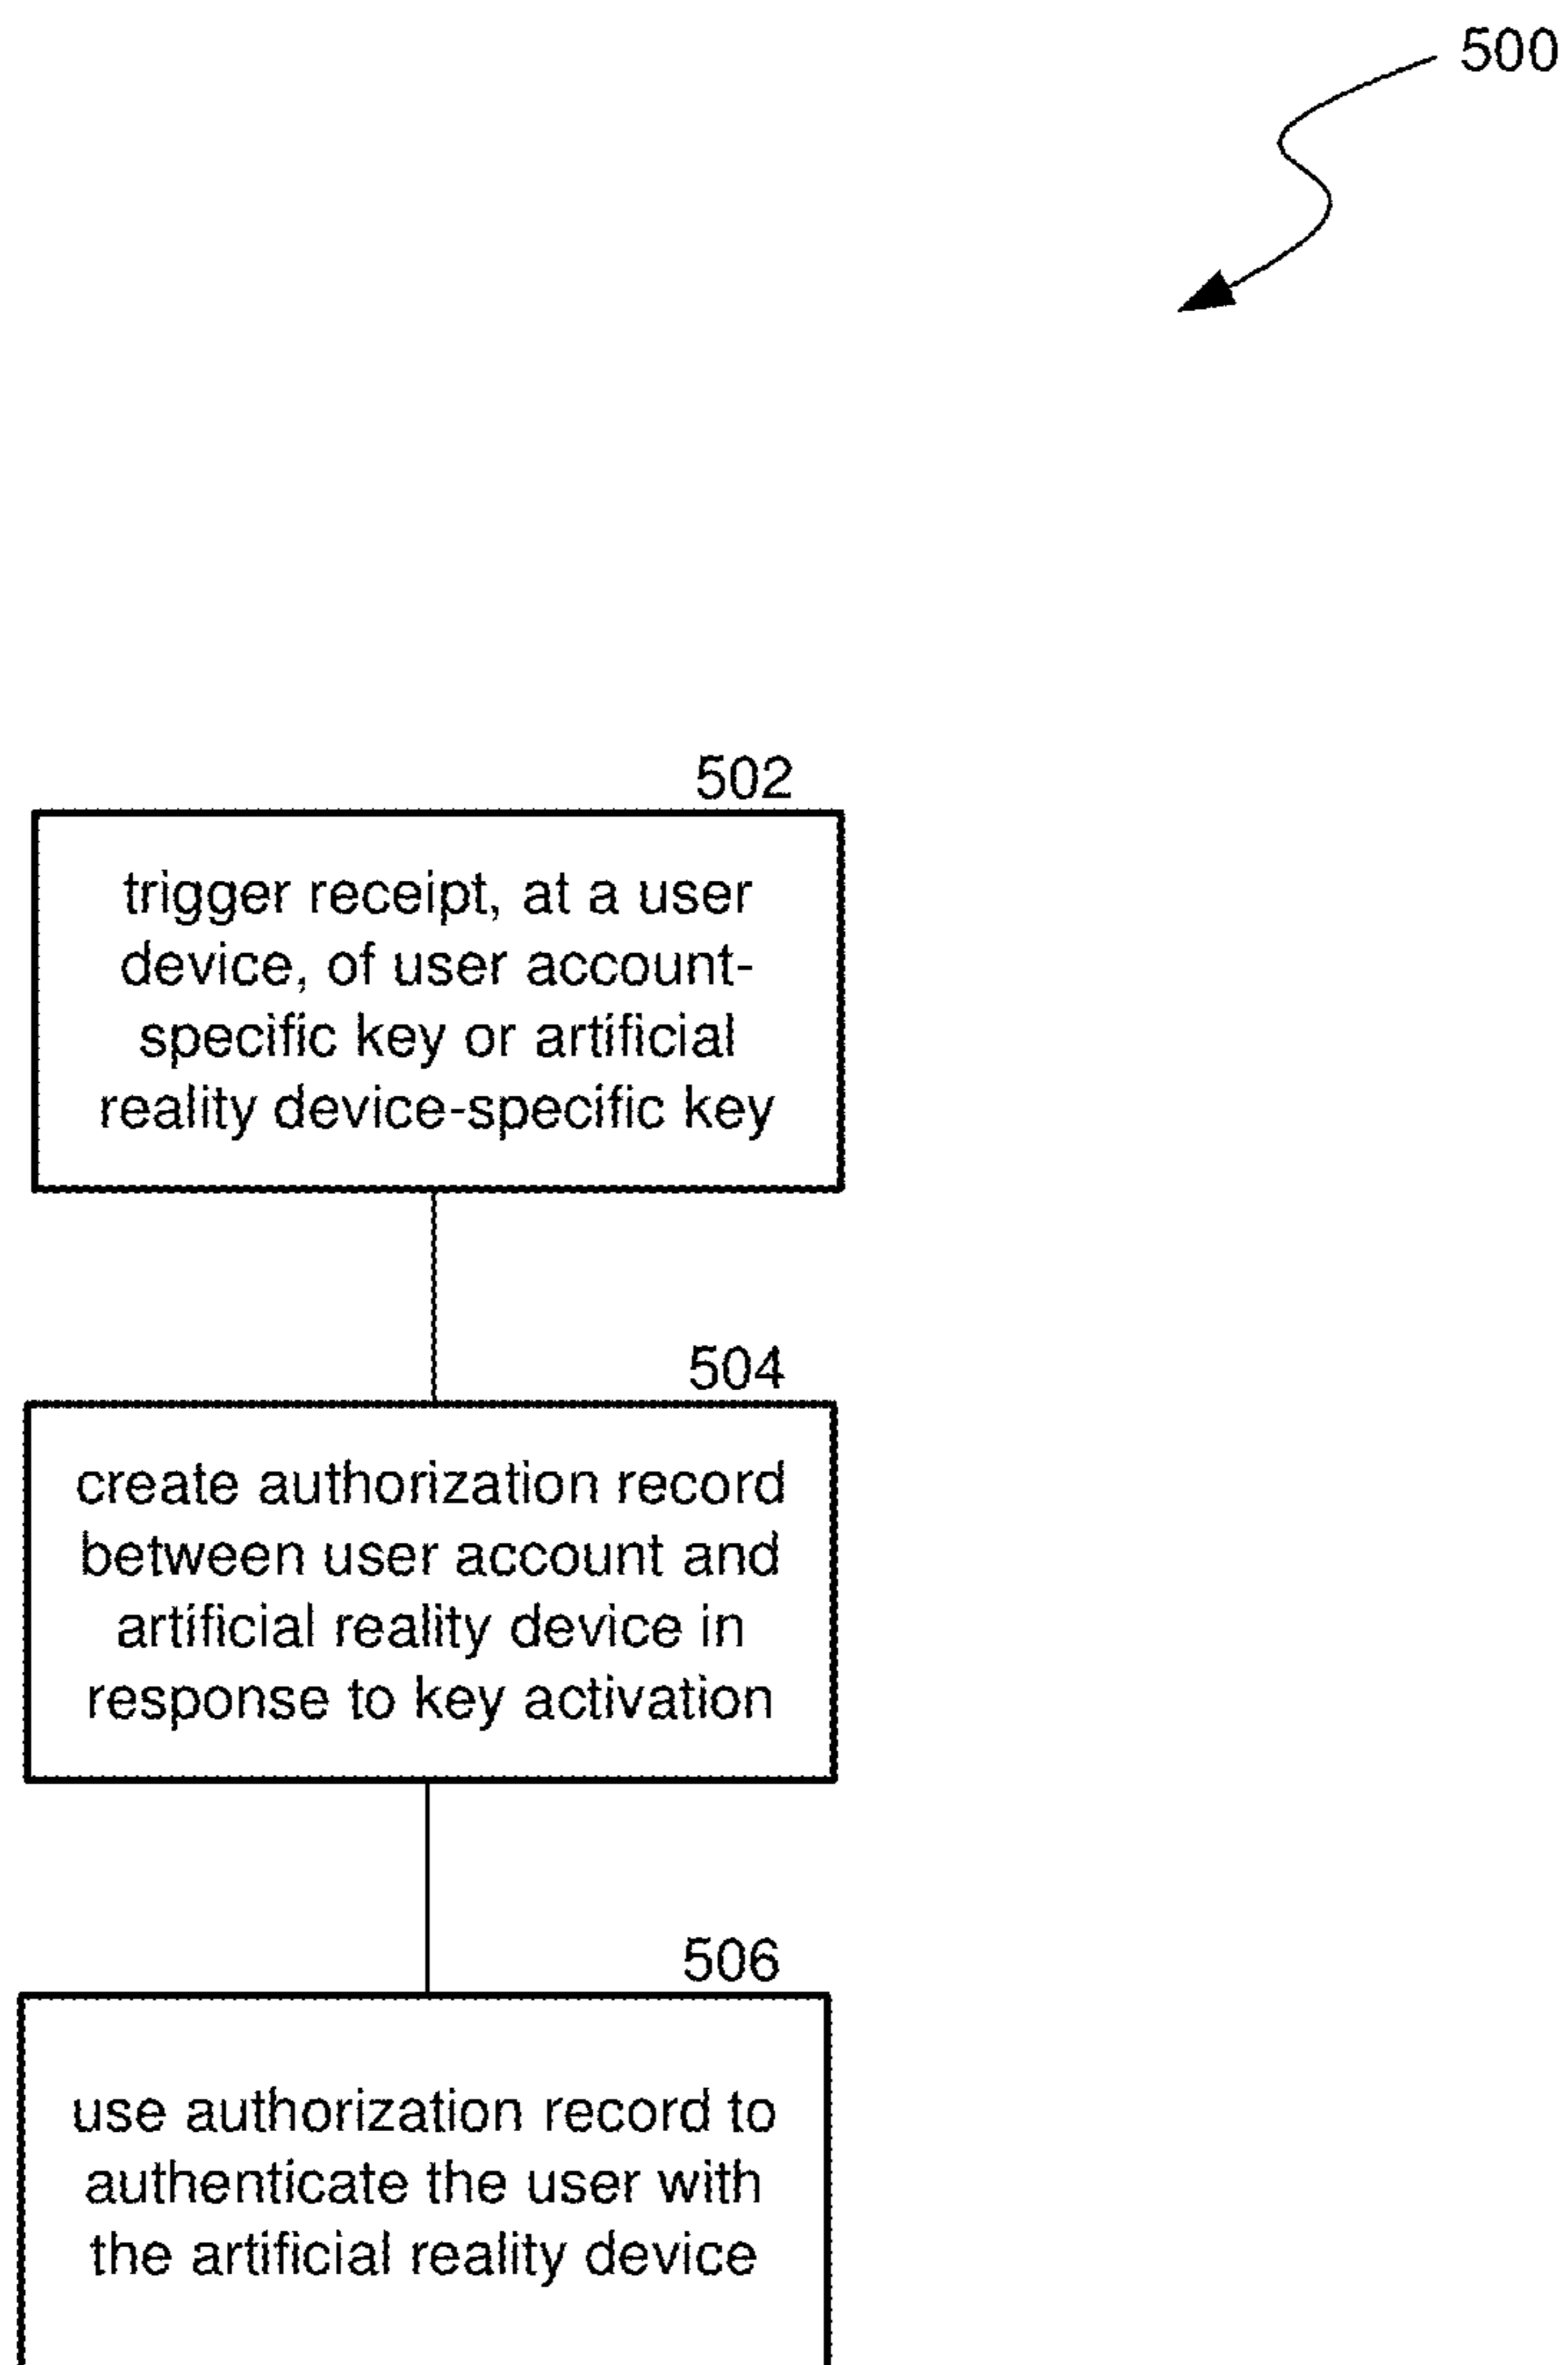 500
502
trigger receipt, at a user
device, of user account-
specific key or artificial
reality device-specific key
504
create authorization record
between user account and
artificial reality device in
response to key activation
506
use authorization record to
authenticate the user with
the artificial reality device